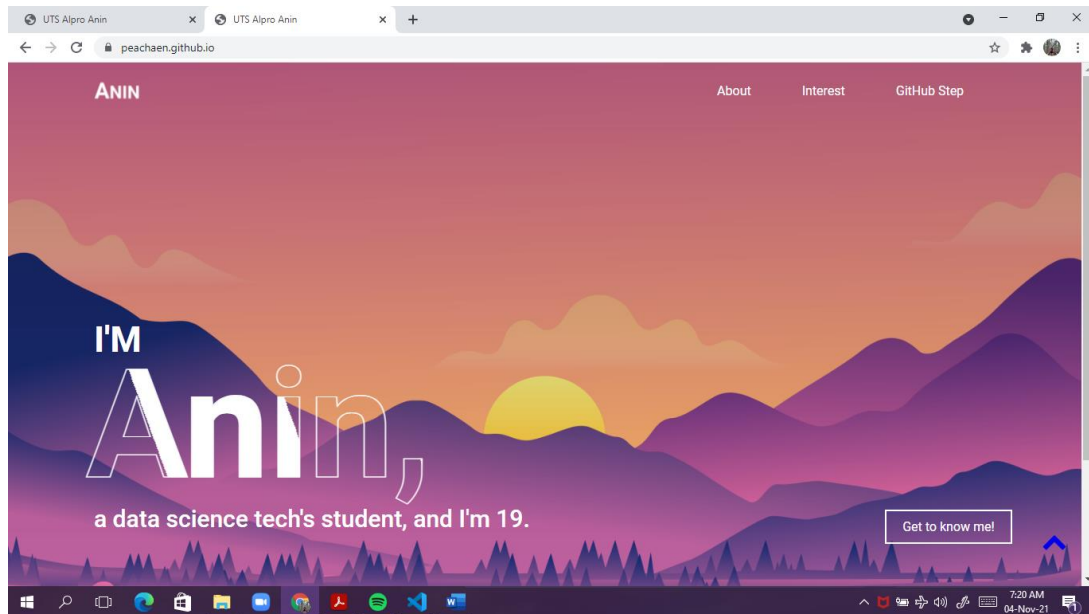 UTS Alpro Anin
UTS Alpro Anin
peachaen.github.io
ANIN
About
Interest
GitHub Step
I'M
Anin,
a data science tech's student, and I'm 19.
Get to know me!
7:20 AM
04-Nov-21